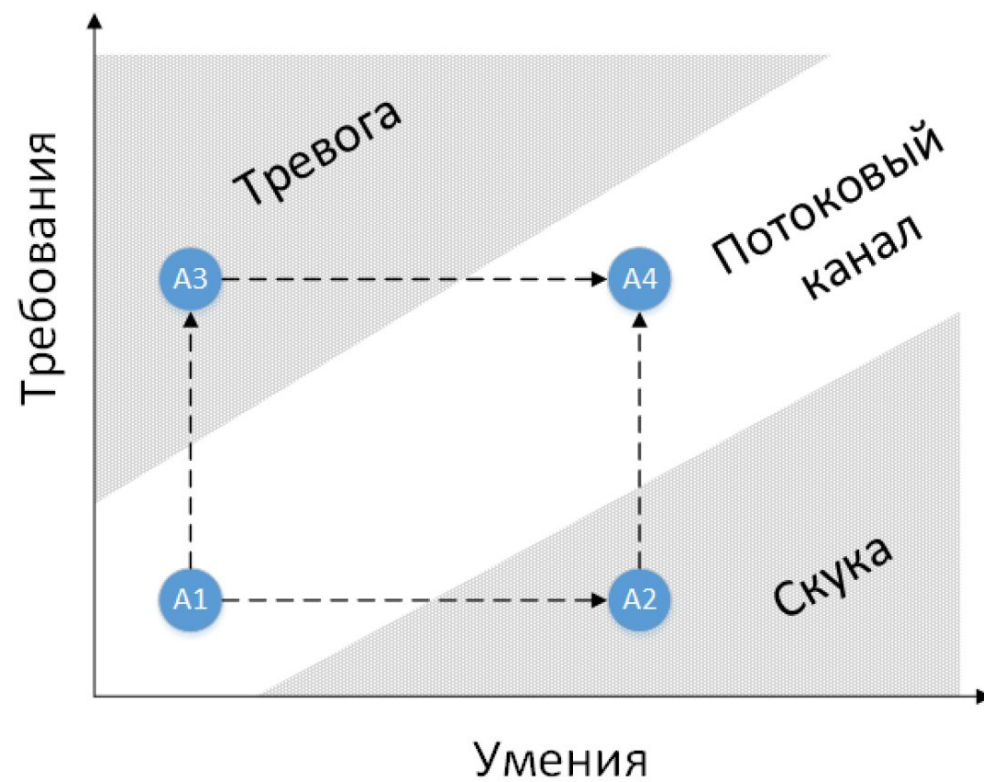 Требования
Тревога
Потоковый
канал
A3
A4
A1
A2
Скука
Умения